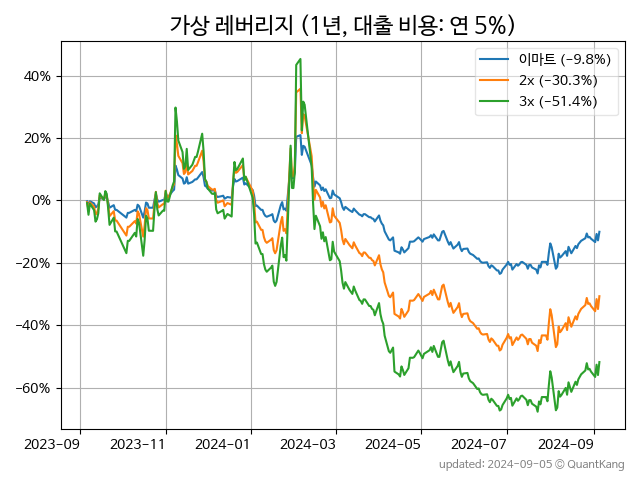 가상 레버리지 (1년, 대출 비용: 연 5%)
이마트 (−9.8%)
2x (−30.3%)
3x (−51.4%)
40%
20%
0%
−20%
−40%
−60%
2023−09 2023−11 2024−01 2024−03 2024−05 2024−07 2024−09
updated: 2024-09-05 © QuantKang